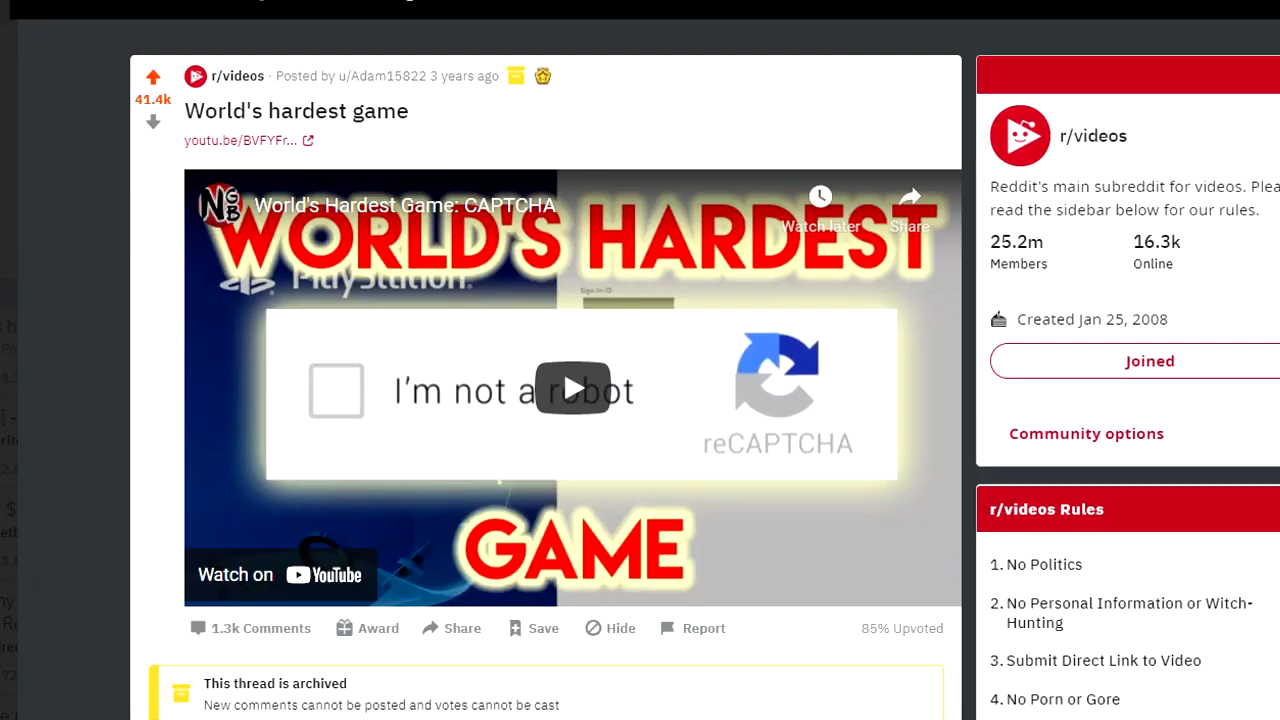 r/videos · Posted by u/Adam15822 3 years ago
41.4k
World's hardest game
youtu.be/BVFYFr...
NGB
World's Hardest Game: CAPTCHA
Watch later
Share
WORLD'S HARDEST
PlayStation.
Sign-In ID
I'm not a robot
reCAPTCHA
GAME
Watch on YouTube
1.3k Comments Award Share Save Hide Report 85% Upvoted
This thread is archived
New comments cannot be posted and votes cannot be cast
r/videos
Reddit's main subreddit for videos.
read the sidebar below for our rules.
25.2m 16.3k
Members Online
Created Jan 25, 2008
Joined
Community options
r/videos Rules
1. No Politics
2. No Personal Information or Witch-
Hunting
3. Submit Direct Link to Video
4. No Porn or Gore